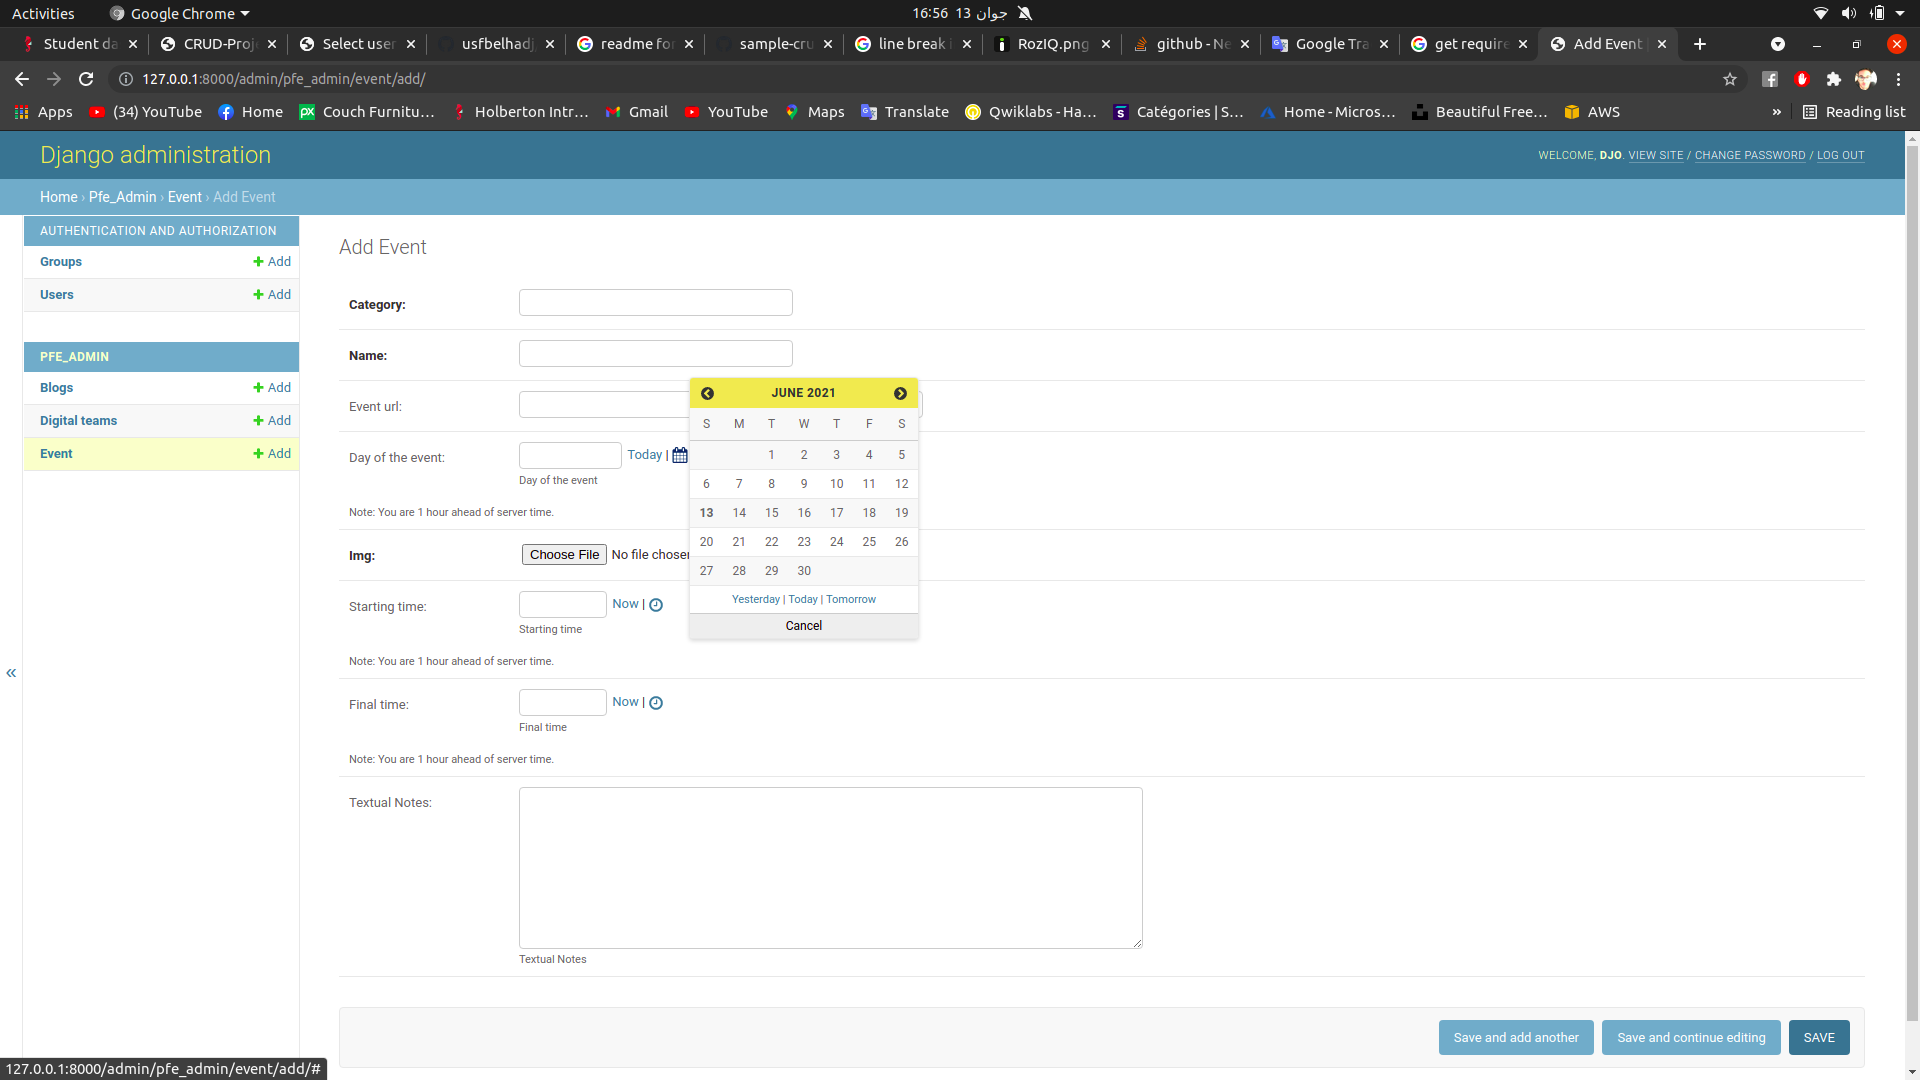 Activities Google Chrome 16:56 13 جوان
Student da CRUD-Proje Select user usfbelhadj readme for sample-cru line break i RozIQ.png github - Ne Google Tra get require Add Event
127.0.0.1:8000/admin/pfe_admin/event/add/
Apps (34) YouTube Home Couch Furnitu... Holberton Intr... Gmail YouTube Maps Translate Qwiklabs - Ha... Catégories | S... Home - Micros... Beautiful Free... AWS » Reading list
Django administration
WELCOME, DJO. VIEW SITE / CHANGE PASSWORD / LOG OUT
Home › Pfe_Admin › Event › Add Event
AUTHENTICATION AND AUTHORIZATION
Groups Add
Users Add
PFE_ADMIN
Blogs Add
Digital teams Add
Event Add
«
Add Event
Category:
Name:
Event url:
Day of the event: Today |
Day of the event
Note: You are 1 hour ahead of server time.
JUNE 2021
S M T W T F S
1 2 3 4 5
6 7 8 9 10 11 12
13 14 15 16 17 18 19
20 21 22 23 24 25 26
27 28 29 30
Yesterday | Today | Tomorrow
Cancel
Img: Choose File No file chosen
Starting time: Now |
Starting time
Note: You are 1 hour ahead of server time.
Final time: Now |
Final time
Note: You are 1 hour ahead of server time.
Textual Notes:
Textual Notes
Save and add another Save and continue editing SAVE
127.0.0.1:8000/admin/pfe_admin/event/add/#